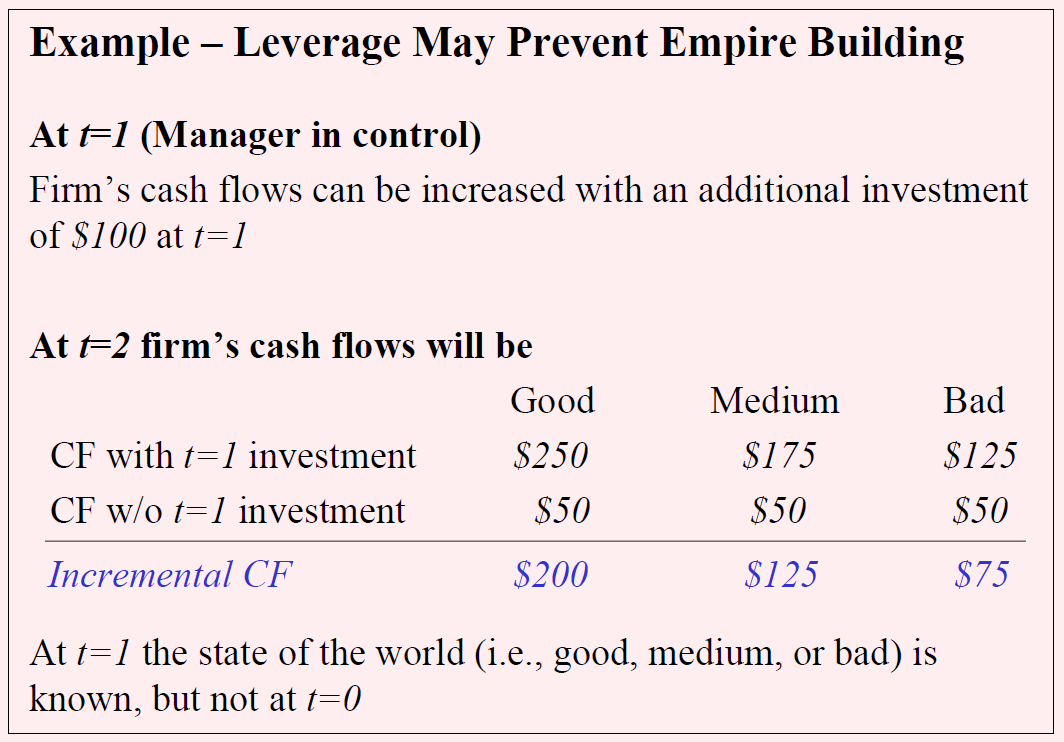 Example – Leverage May Prevent Empire Building
At t=1 (Manager in control)
Firm’s cash flows can be increased with an additional investment
of $100 at t=1
At t=2 firm’s cash flows will be
Good Medium Bad
CF with t=1 investment $250 $175 $125
CF w/o t=1 investment $50 $50 $50
Incremental CF $200 $125 $75
At t=1 the state of the world (i.e., good, medium, or bad) is
known, but not at t=0